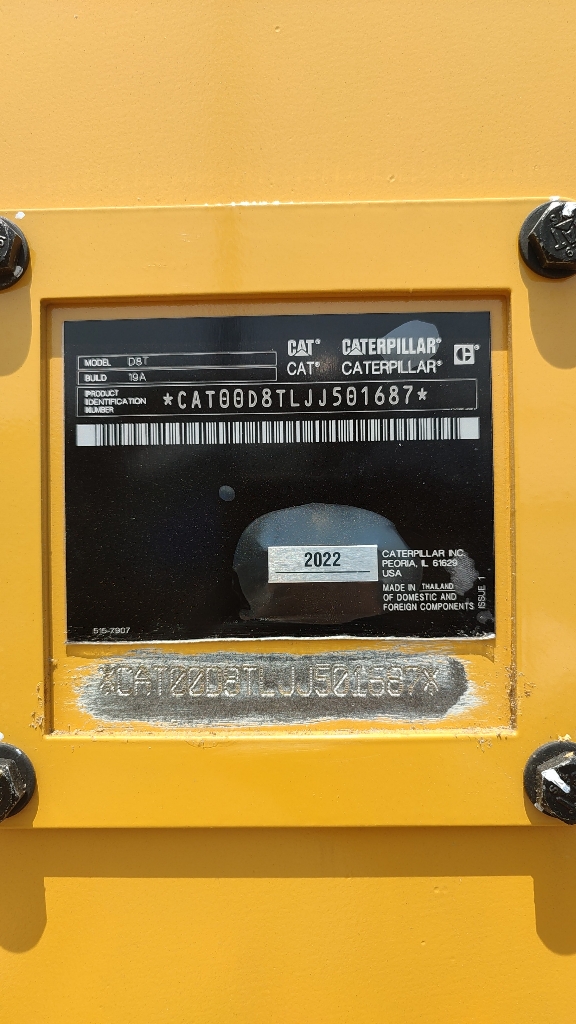 CAT® CATERPILLAR®
CAT® CATERPILLAR®
MODEL D8T
BUILD 19A
PRODUCT
IDENTIFICATION
NUMBER
*CAT00D8TLJJ501687*
2022
CATERPILLAR INC.
PEORIA, IL 61629
USA
MADE IN THAILAND
OF DOMESTIC AND
FOREIGN COMPONENTS
ISSUE 1
515-7907
*CAT00D8TLJJ501687*